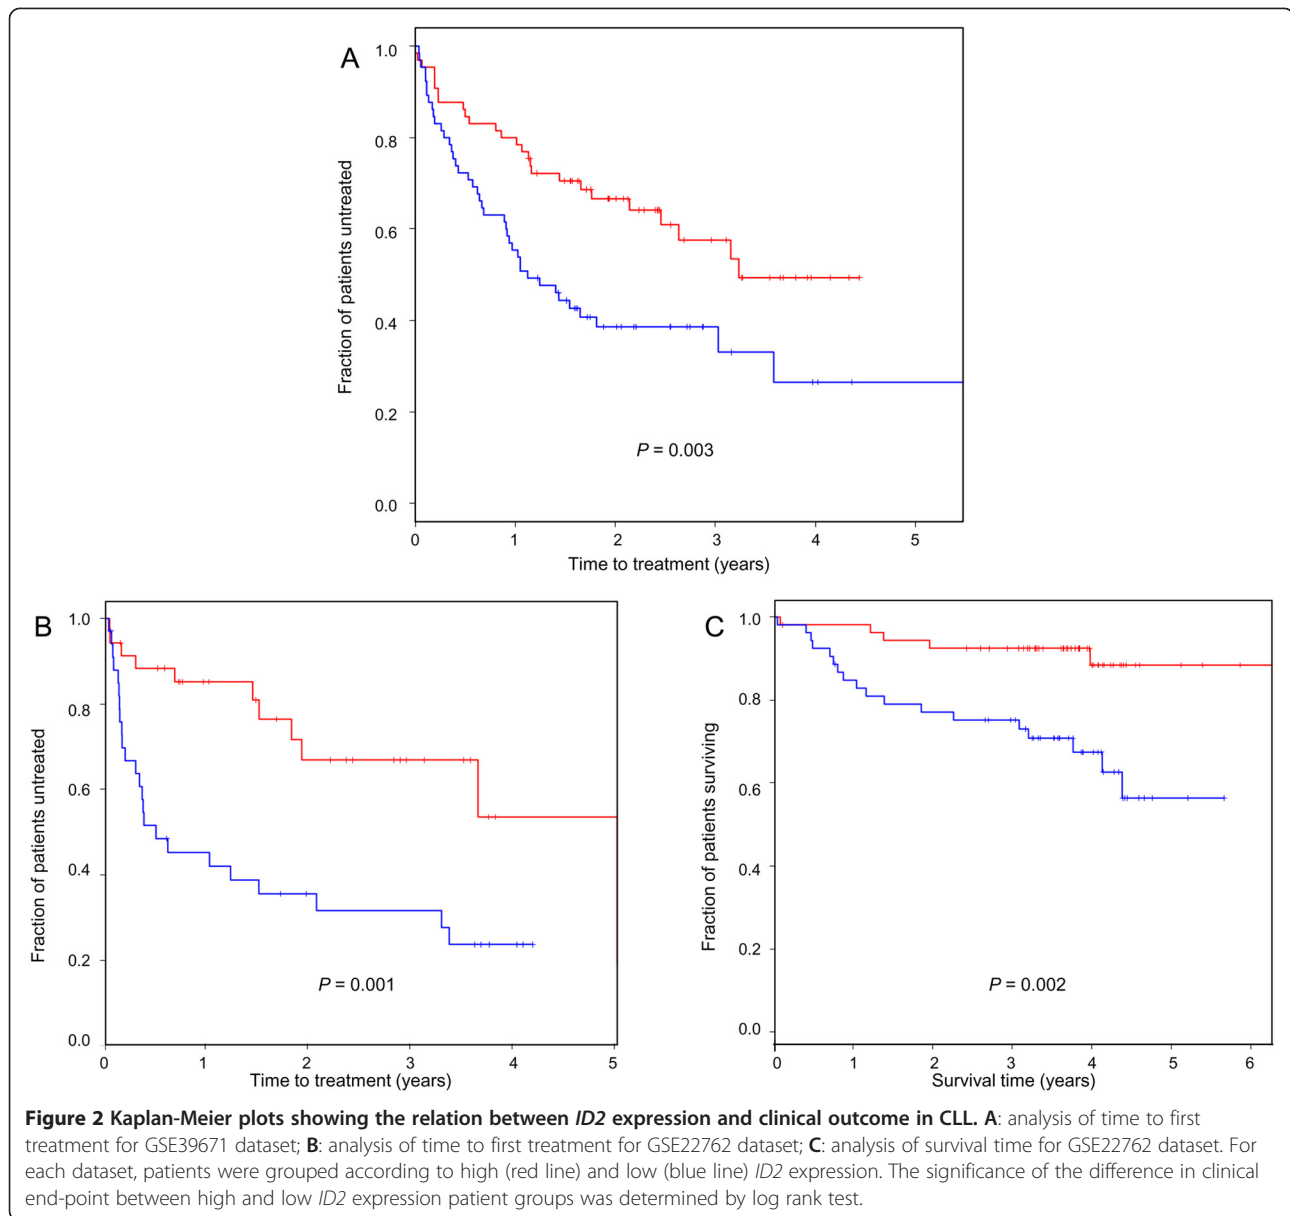 A
1.0
0.8
0.6
0.4
0.2
0.0
Fraction of patients untreated
P = 0.003
0 1 2 3 4 5
Time to treatment (years)
B
1.0
0.8
0.6
0.4
0.2
0.0
Fraction of patients untreated
P = 0.001
0 1 2 3 4 5
Time to treatment (years)
C
1.0
0.8
0.6
0.4
0.2
0.0
Fraction of patients surviving
P = 0.002
0 1 2 3 4 5 6
Survival time (years)
Figure 2 Kaplan-Meier plots showing the relation between ID2 expression and clinical outcome in CLL. A: analysis of time to first
treatment for GSE39671 dataset; B: analysis of time to first treatment for GSE22762 dataset; C: analysis of survival time for GSE22762 dataset. For
each dataset, patients were grouped according to high (red line) and low (blue line) ID2 expression. The significance of the difference in clinical
end-point between high and low ID2 expression patient groups was determined by log rank test.